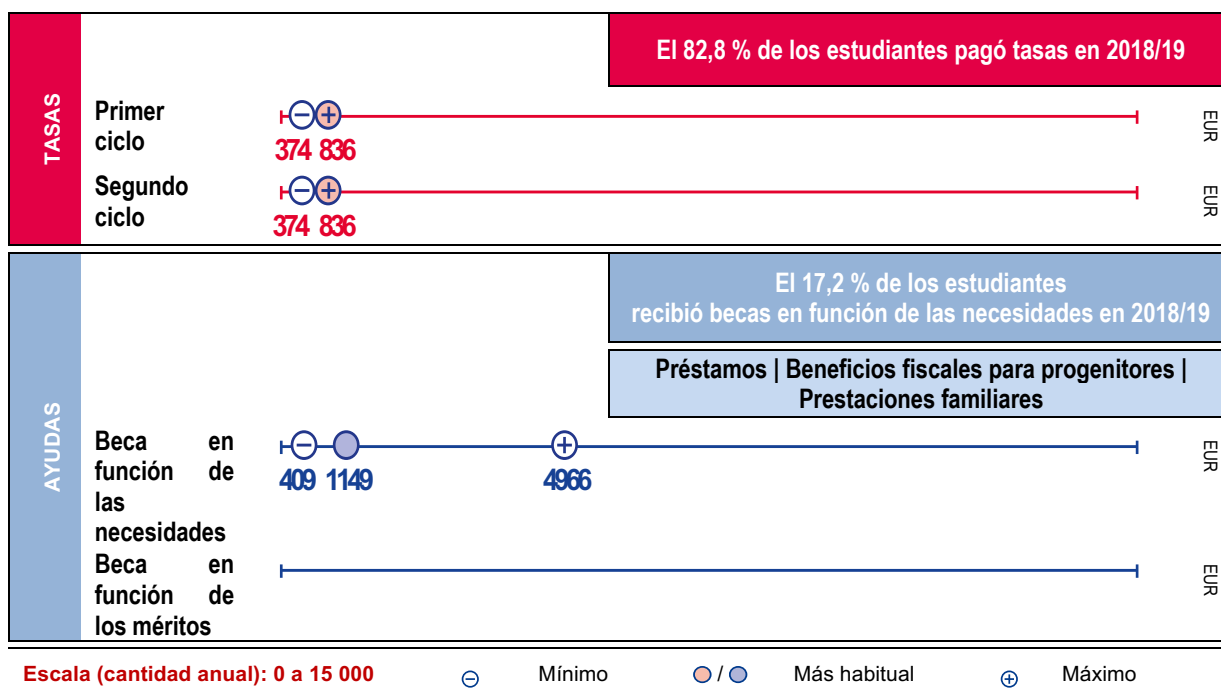 TASAS
El 82,8 % de los estudiantes pagó tasas en 2018/19
Primer
ciclo
374 836
EUR
Segundo
ciclo
374 836
EUR
AYUDAS
El 17,2 % de los estudiantes
recibió becas en función de las necesidades en 2018/19
Préstamos | Beneficios fiscales para progenitores |
Prestaciones familiares
Beca en
función de
las
necesidades
409 1149 4966
EUR
Beca en
función de
los méritos
EUR
Escala (cantidad anual): 0 a 15 000 Mínimo / Más habitual Máximo